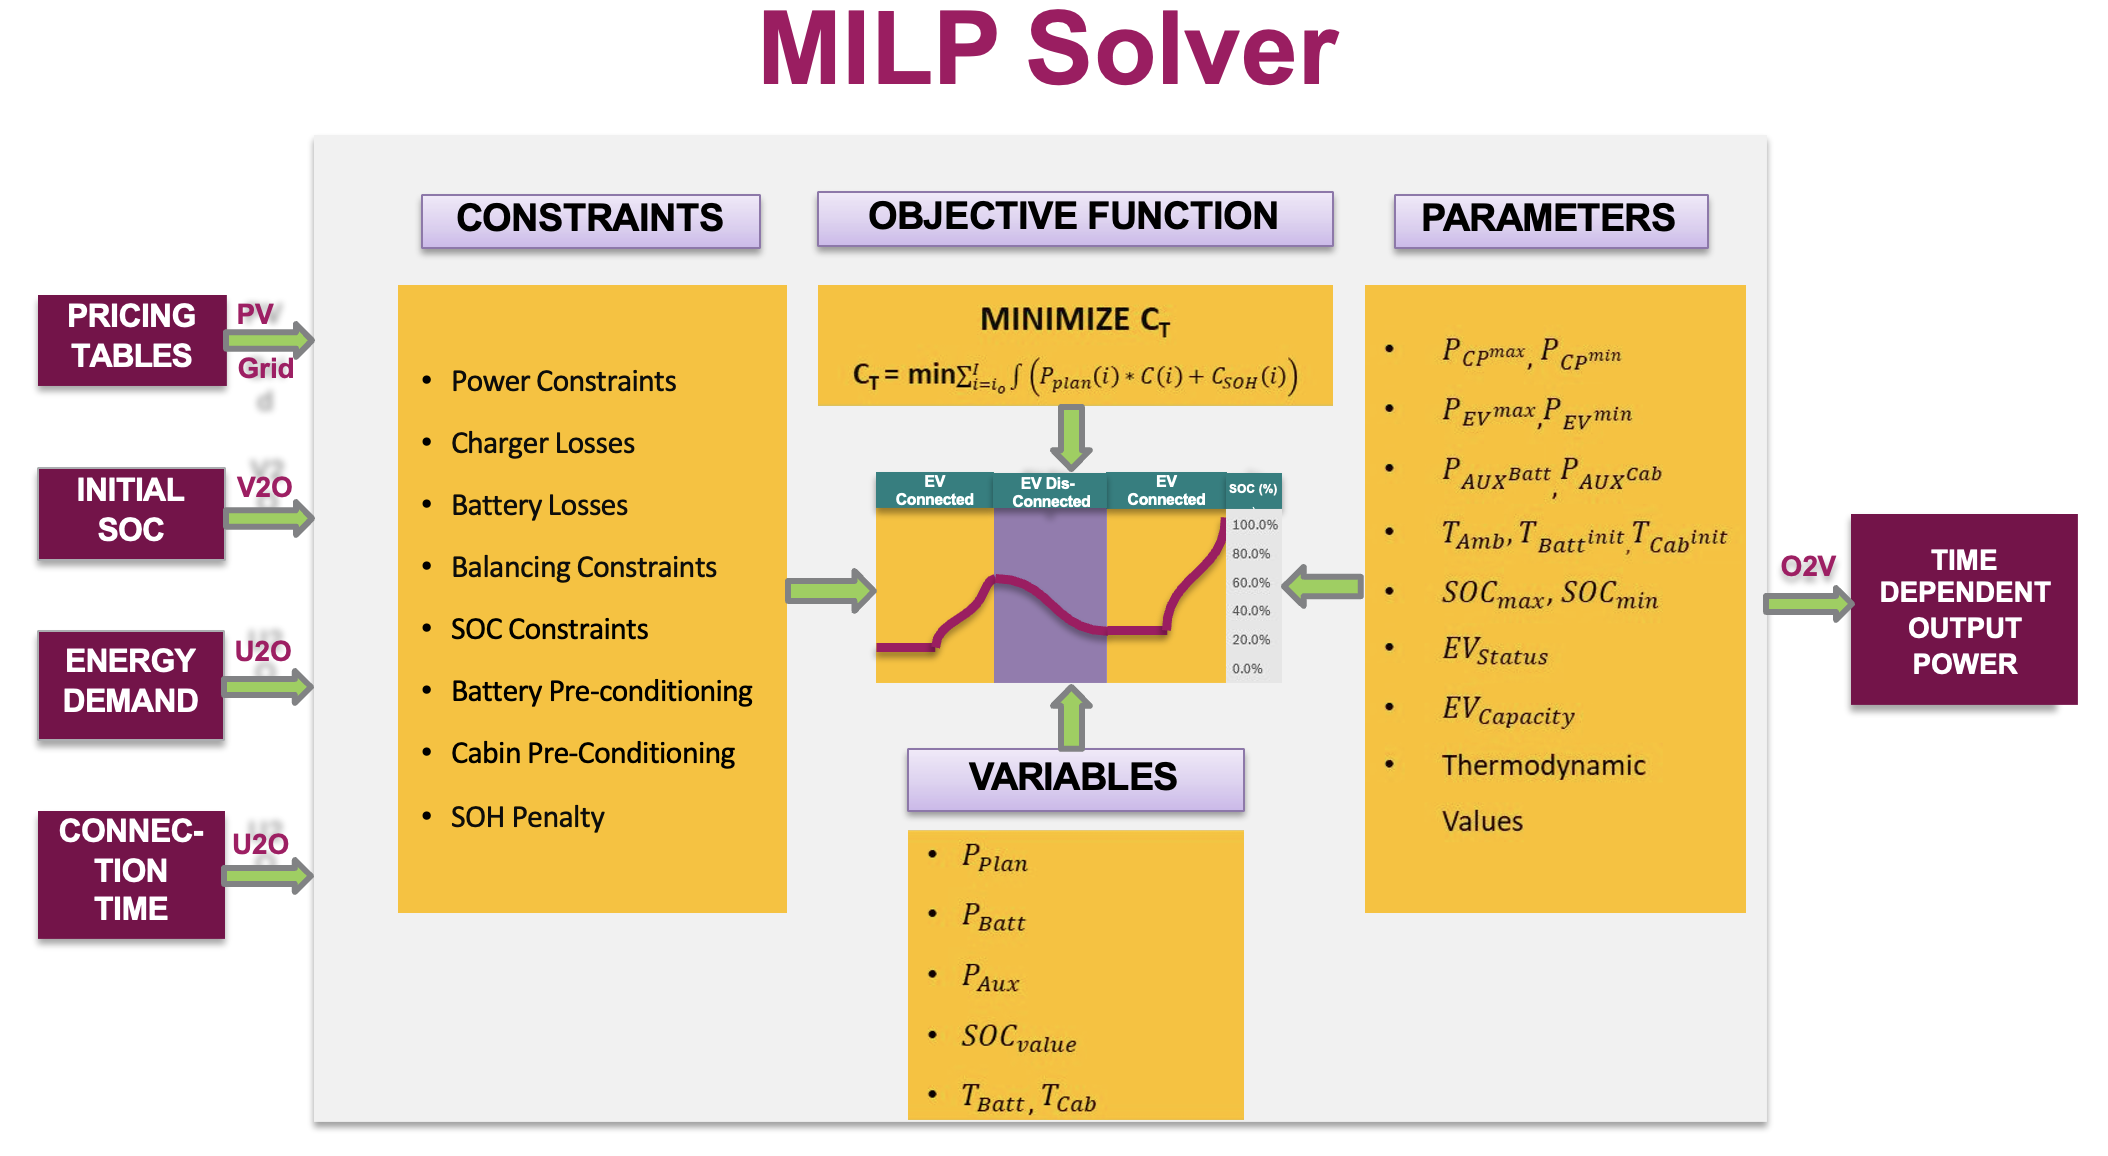 MILP Solver
PRICING
TABLES
PV
Grid
INITIAL
SOC
V2O
ENERGY
DEMAND
U2O
CONNEC-
TION
TIME
U2O
CONSTRAINTS
• Power Constraints
• Charger Losses
• Battery Losses
• Balancing Constraints
• SOC Constraints
• Battery Pre-conditioning
• Cabin Pre-Conditioning
• SOH Penalty
OBJECTIVE FUNCTION
MINIMIZE C_T
C_T = min∑_{i=i_o}^{I} ∫ (P_{plan}(i) * C(i) + C_{SOH}(i))
EV
Connected
EV Dis-
Connected
EV
Connected
SOC (%)
100.0%
80.0%
60.0%
40.0%
20.0%
0.0%
VARIABLES
• P_{Plan}
• P_{Batt}
• P_{Aux}
• SOC_{value}
• T_{Batt}, T_{Cab}
PARAMETERS
• P_{CP^{max}}, P_{CP^{min}}
• P_{EV^{max}}, P_{EV^{min}}
• P_{AUX^{Batt}}, P_{AUX^{Cab}}
• T_{Amb}, T_{Batt^{init}}, T_{Cab^{init}}
• SOC_{max}, SOC_{min}
• EV_{Status}
• EV_{Capacity}
• Thermodynamic
Values
O2V
TIME
DEPENDENT
OUTPUT
POWER